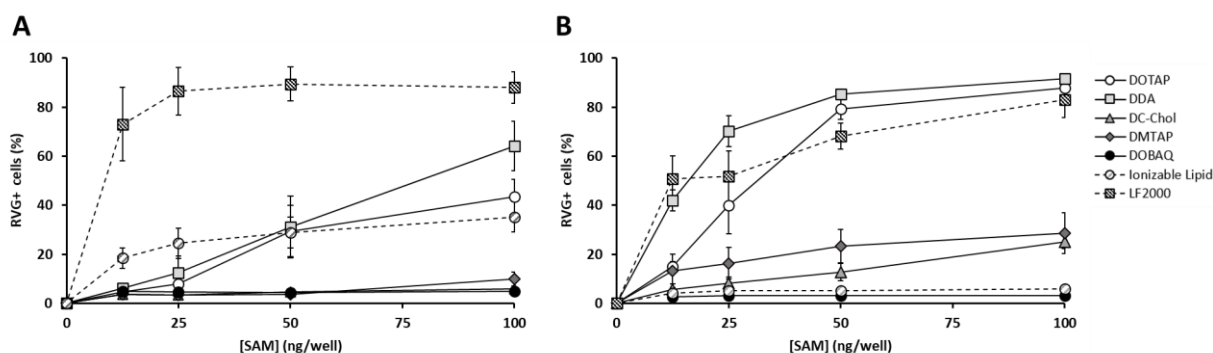 A
RVG+ cells (%)
100
80
60
40
20
0
0 25 50 75 100
[SAM] (ng/well)
B
RVG+ cells (%)
100
80
60
40
20
0
0 25 50 75 100
[SAM] (ng/well)
DOTAP
DDA
DC-Chol
DMTAP
DOBAQ
Ionizable Lipid
LF2000